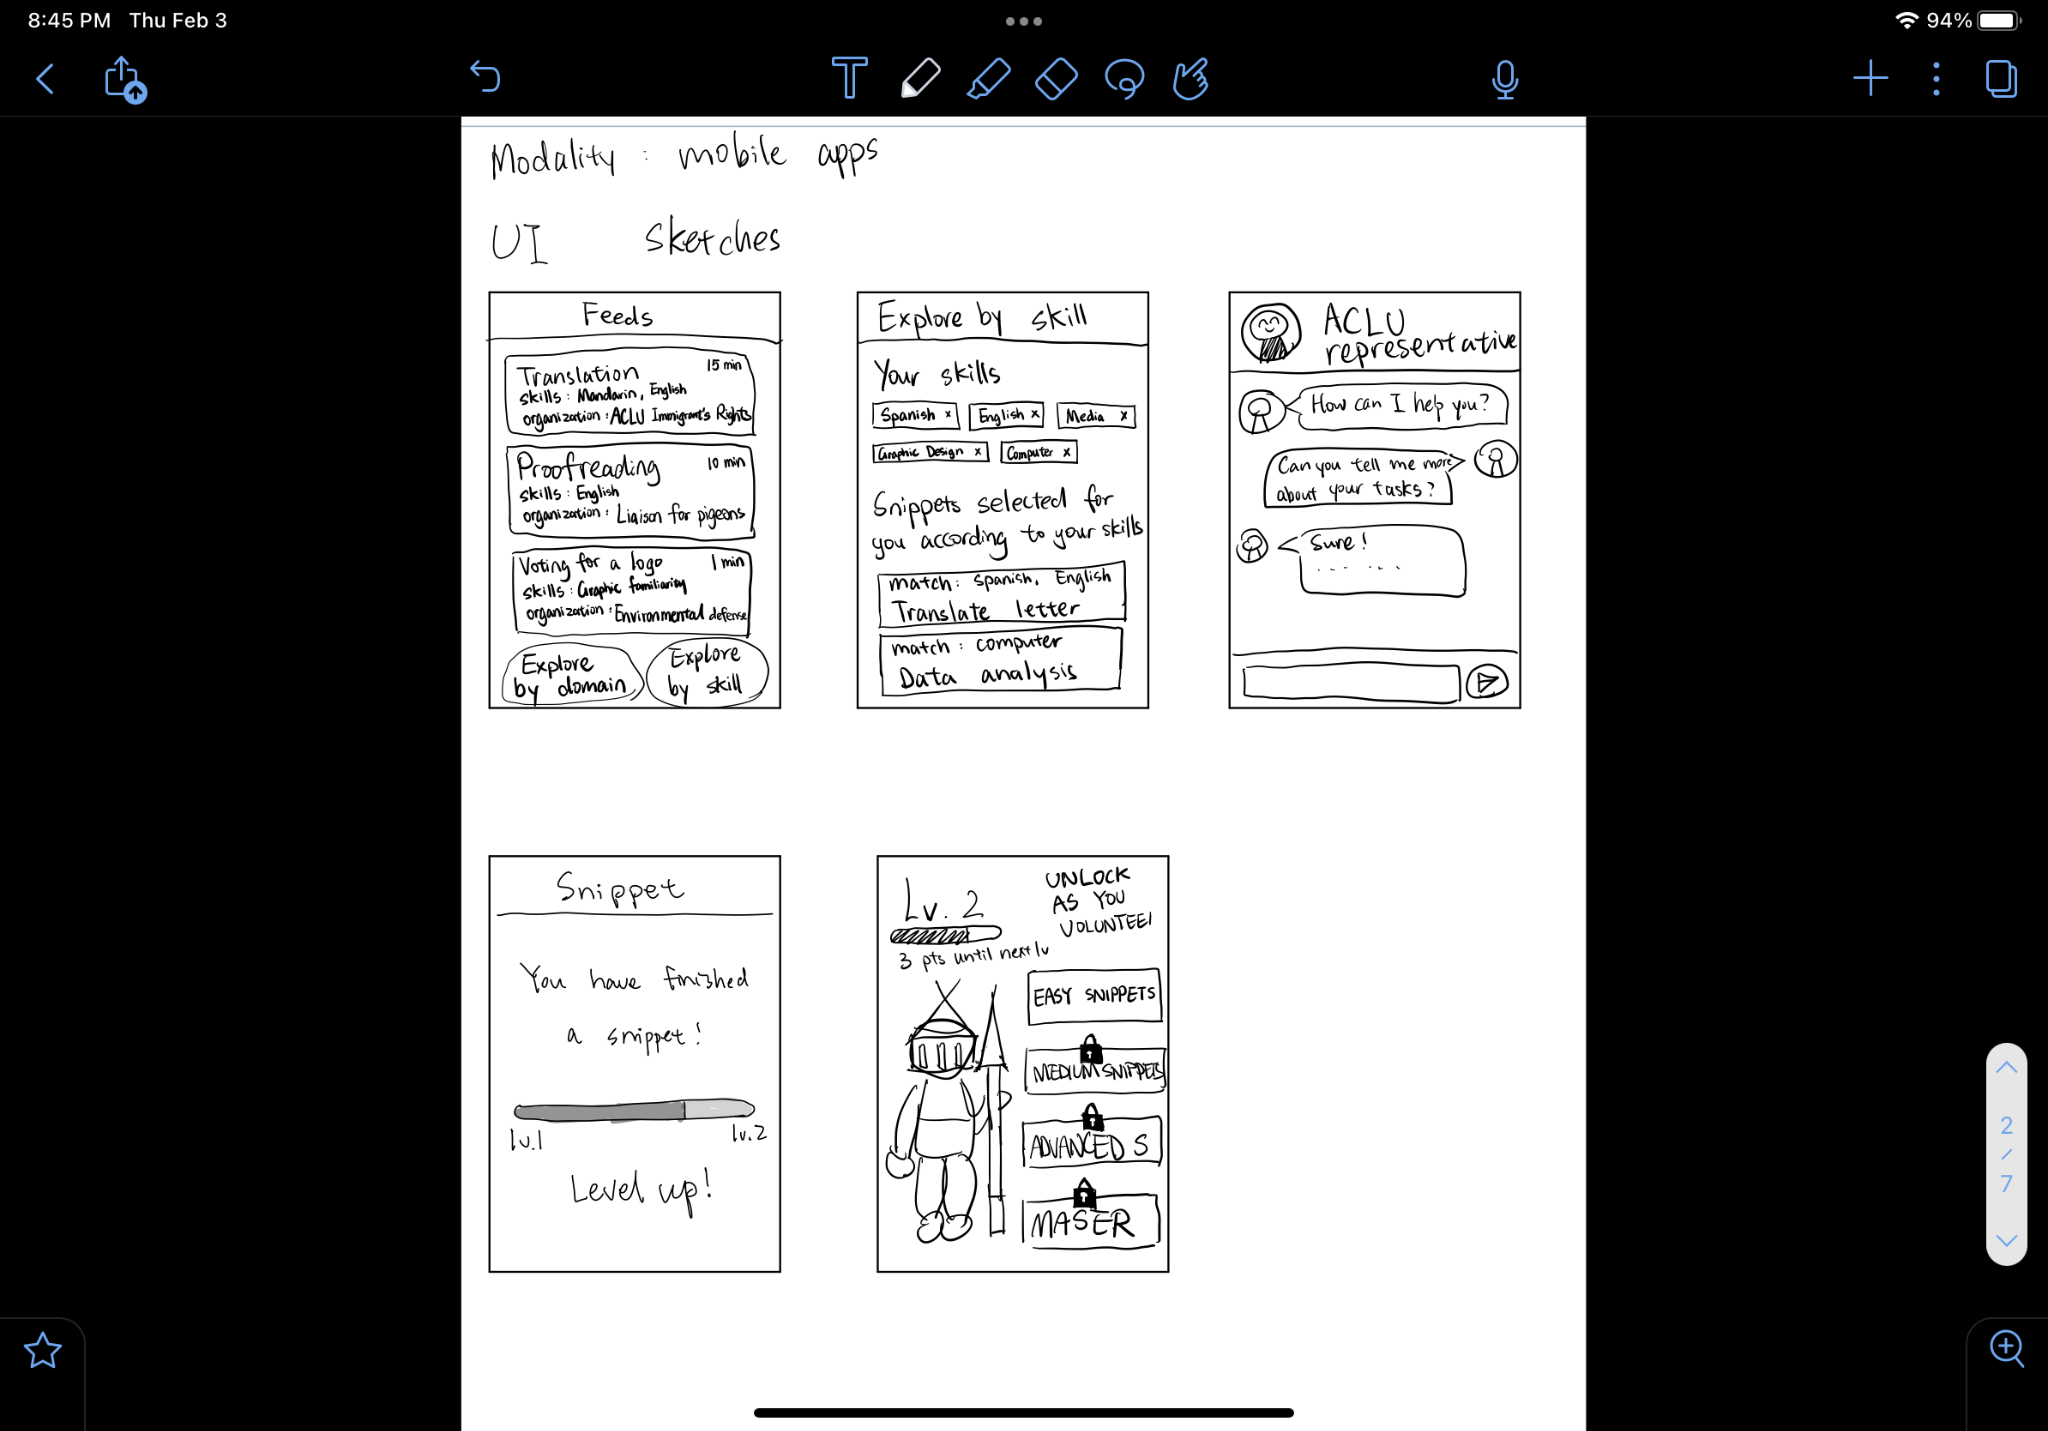 8:45 PM Thu Feb 3
94%
Modality : mobile apps
UI sketches
Feeds
Translation 15 min
skills : Mandarin, English
organization : ACLU Immigrant's Rights
Proofreading 10 min
skills : English
organization : Liaison for pigeons
Voting for a logo 1 min
skills : Graphic familiarity
organization : Environmental defense
Explore
by domain
Explore
by skill
Explore by skill
Your skills
Spanish x English x Media x
Graphic Design x Computer x
Snippets selected for
you according to your skills
match : Spanish, English
Translate letter
match : computer
Data analysis
ACLU
representative
How can I help you?
Can you tell me more
about your tasks?
Sure!
. . . . . . .
Snippet
You have finished
a snippet!
lv.1 lv.2
Level up!
Lv. 2
3 pts until next lv
UNLOCK
AS YOU
VOLUNTEE
EASY SNIPPETS
MEDIUM SNIPPETS
ADVANCED S
MASER
2
/
7